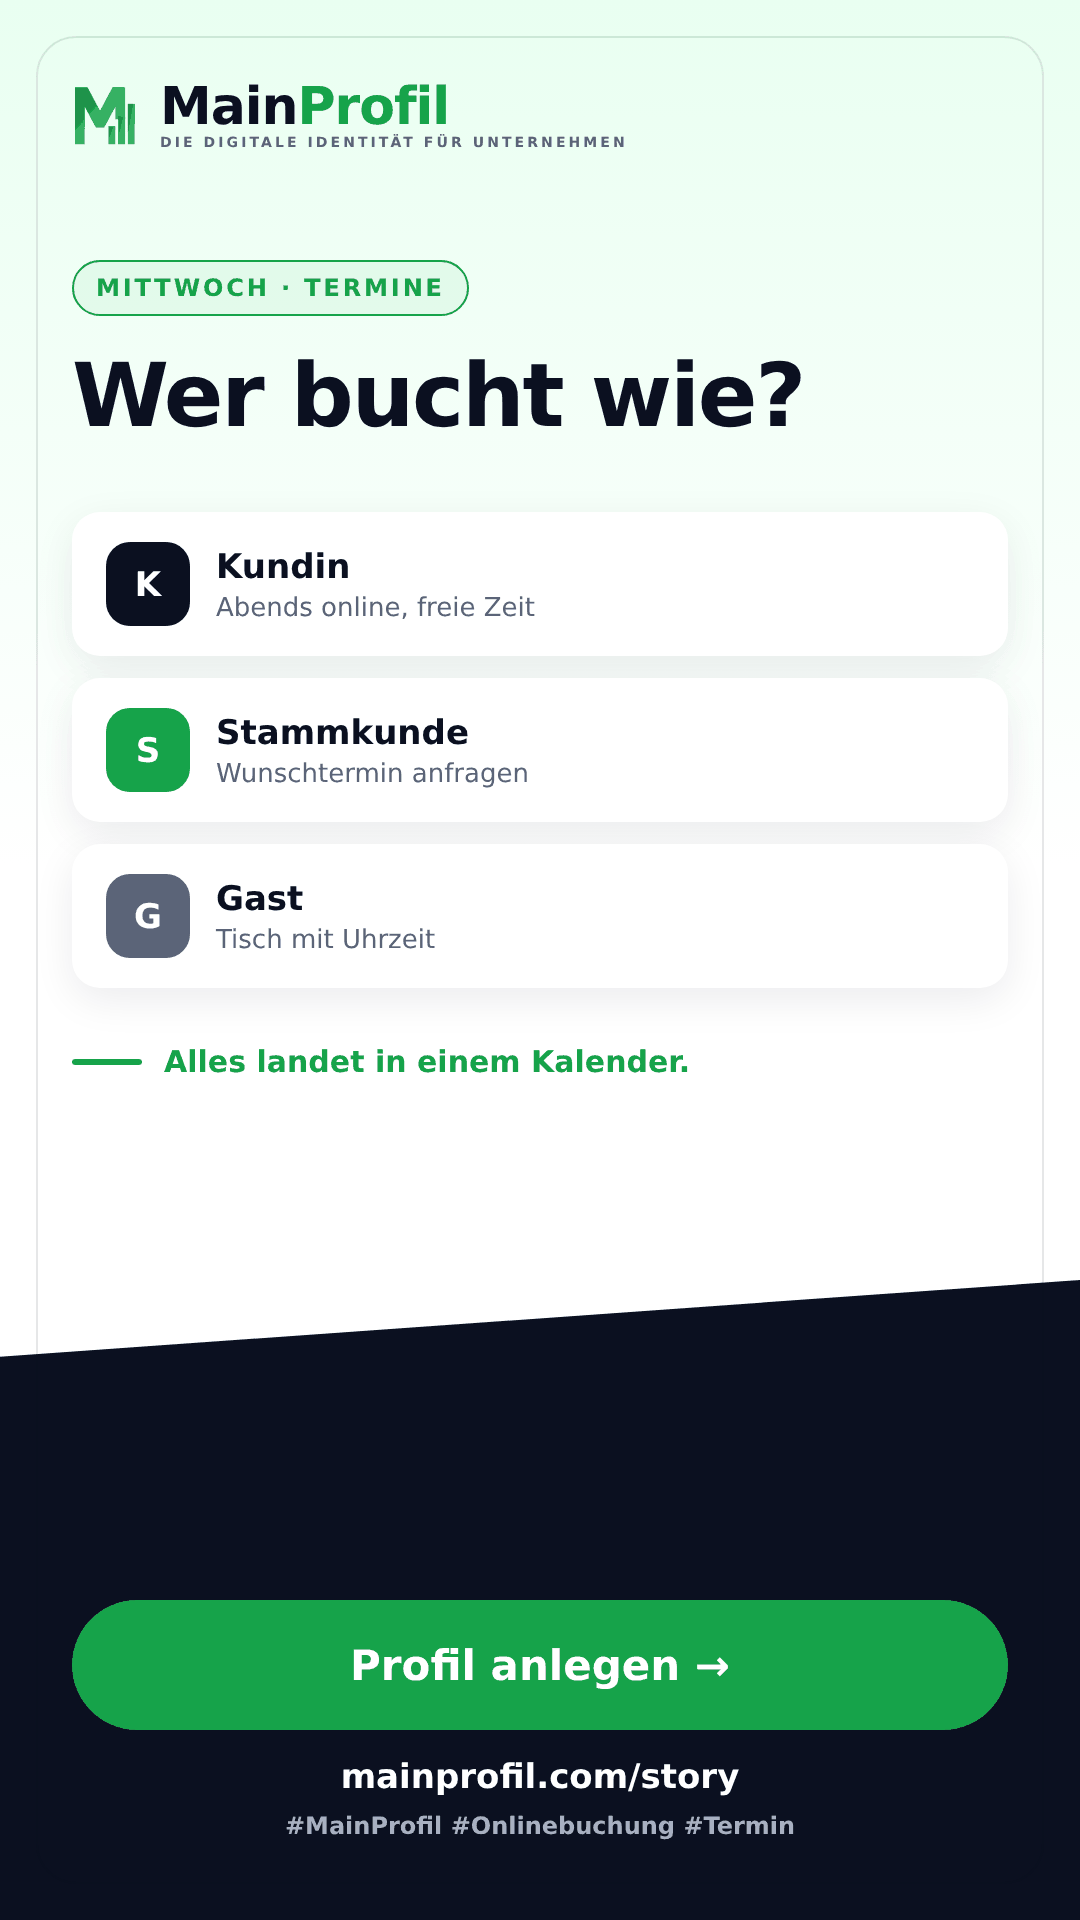 MainProfil
DIE DIGITALE IDENTITÄT FÜR UNTERNEHMEN
MITTWOCH · TERMINE
Wer bucht wie?
K
Kundin
Abends online, freie Zeit
S
Stammkunde
Wunschtermin anfragen
G
Gast
Tisch mit Uhrzeit
Alles landet in einem Kalender.
Profil anlegen →
mainprofil.com/story
#MainProfil #Onlinebuchung #Termin